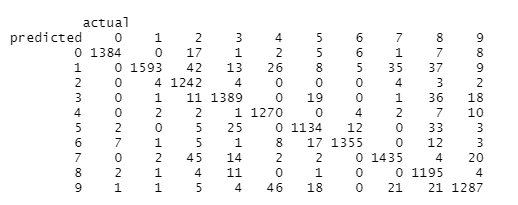 actual
predicted 0 1 2 3 4 5 6 7 8 9
0 1384 0 17 1 2 5 6 1 7 8
1 0 1593 42 13 26 8 5 35 37 9
2 0 4 1242 4 0 0 0 4 3 2
3 0 1 11 1389 0 19 0 1 36 18
4 0 2 2 1 1270 0 4 2 7 10
5 2 0 5 25 0 1134 12 0 33 3
6 7 1 5 1 8 17 1355 0 12 3
7 0 2 45 14 2 2 0 1435 4 20
8 2 1 4 11 0 1 0 0 1195 4
9 1 1 5 4 46 18 0 21 21 1287